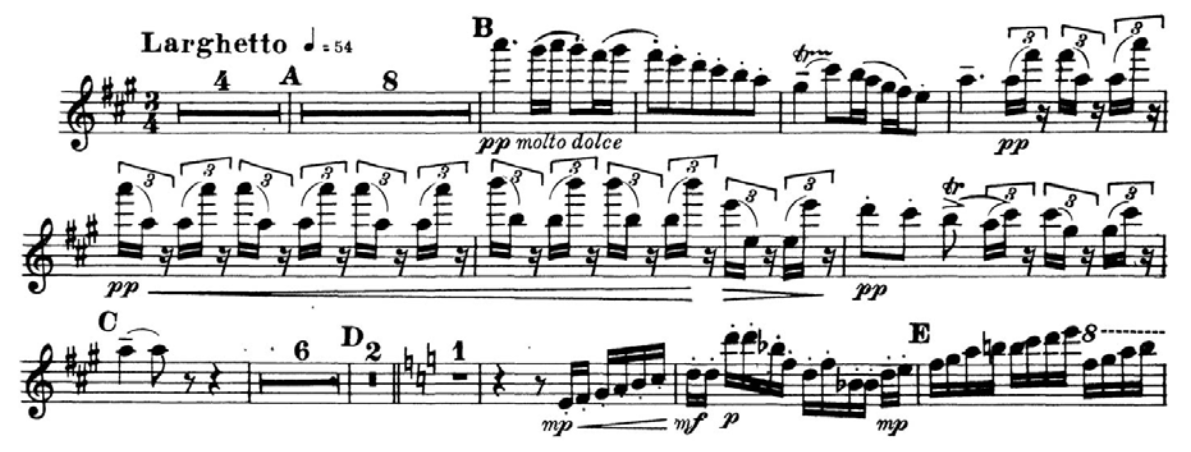 Larghetto ♩ = 54
B
3/4 4 A 8
pp molto dolce tr pp 3 3 3
3 3 3 3 3 3 3 3 3 3 3 3 tr 3 3 3
pp pp
C 6 D 2 1 E 8
mp mf p mp